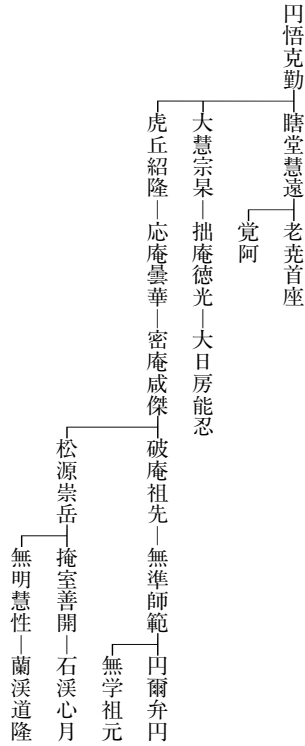 円悟克勤
瞎堂慧遠
老尭首座
覚阿
大慧宗杲
拙庵徳光
大日房能忍
虎丘紹隆
応庵曇華
密庵咸傑
破庵祖先
無準師範
円爾弁円
無学祖元
松源崇岳
掩室善開
石渓心月
無明慧性
蘭渓道隆